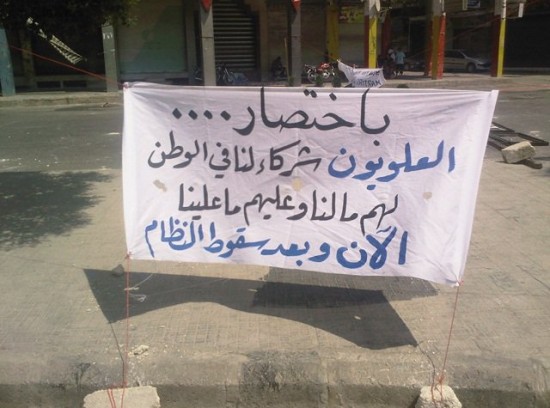 باختصار....
العلويون شركاء لنا في الوطن
لهم مالنا وعليهم ماعلينا
الآن وبعد سقوط النظام